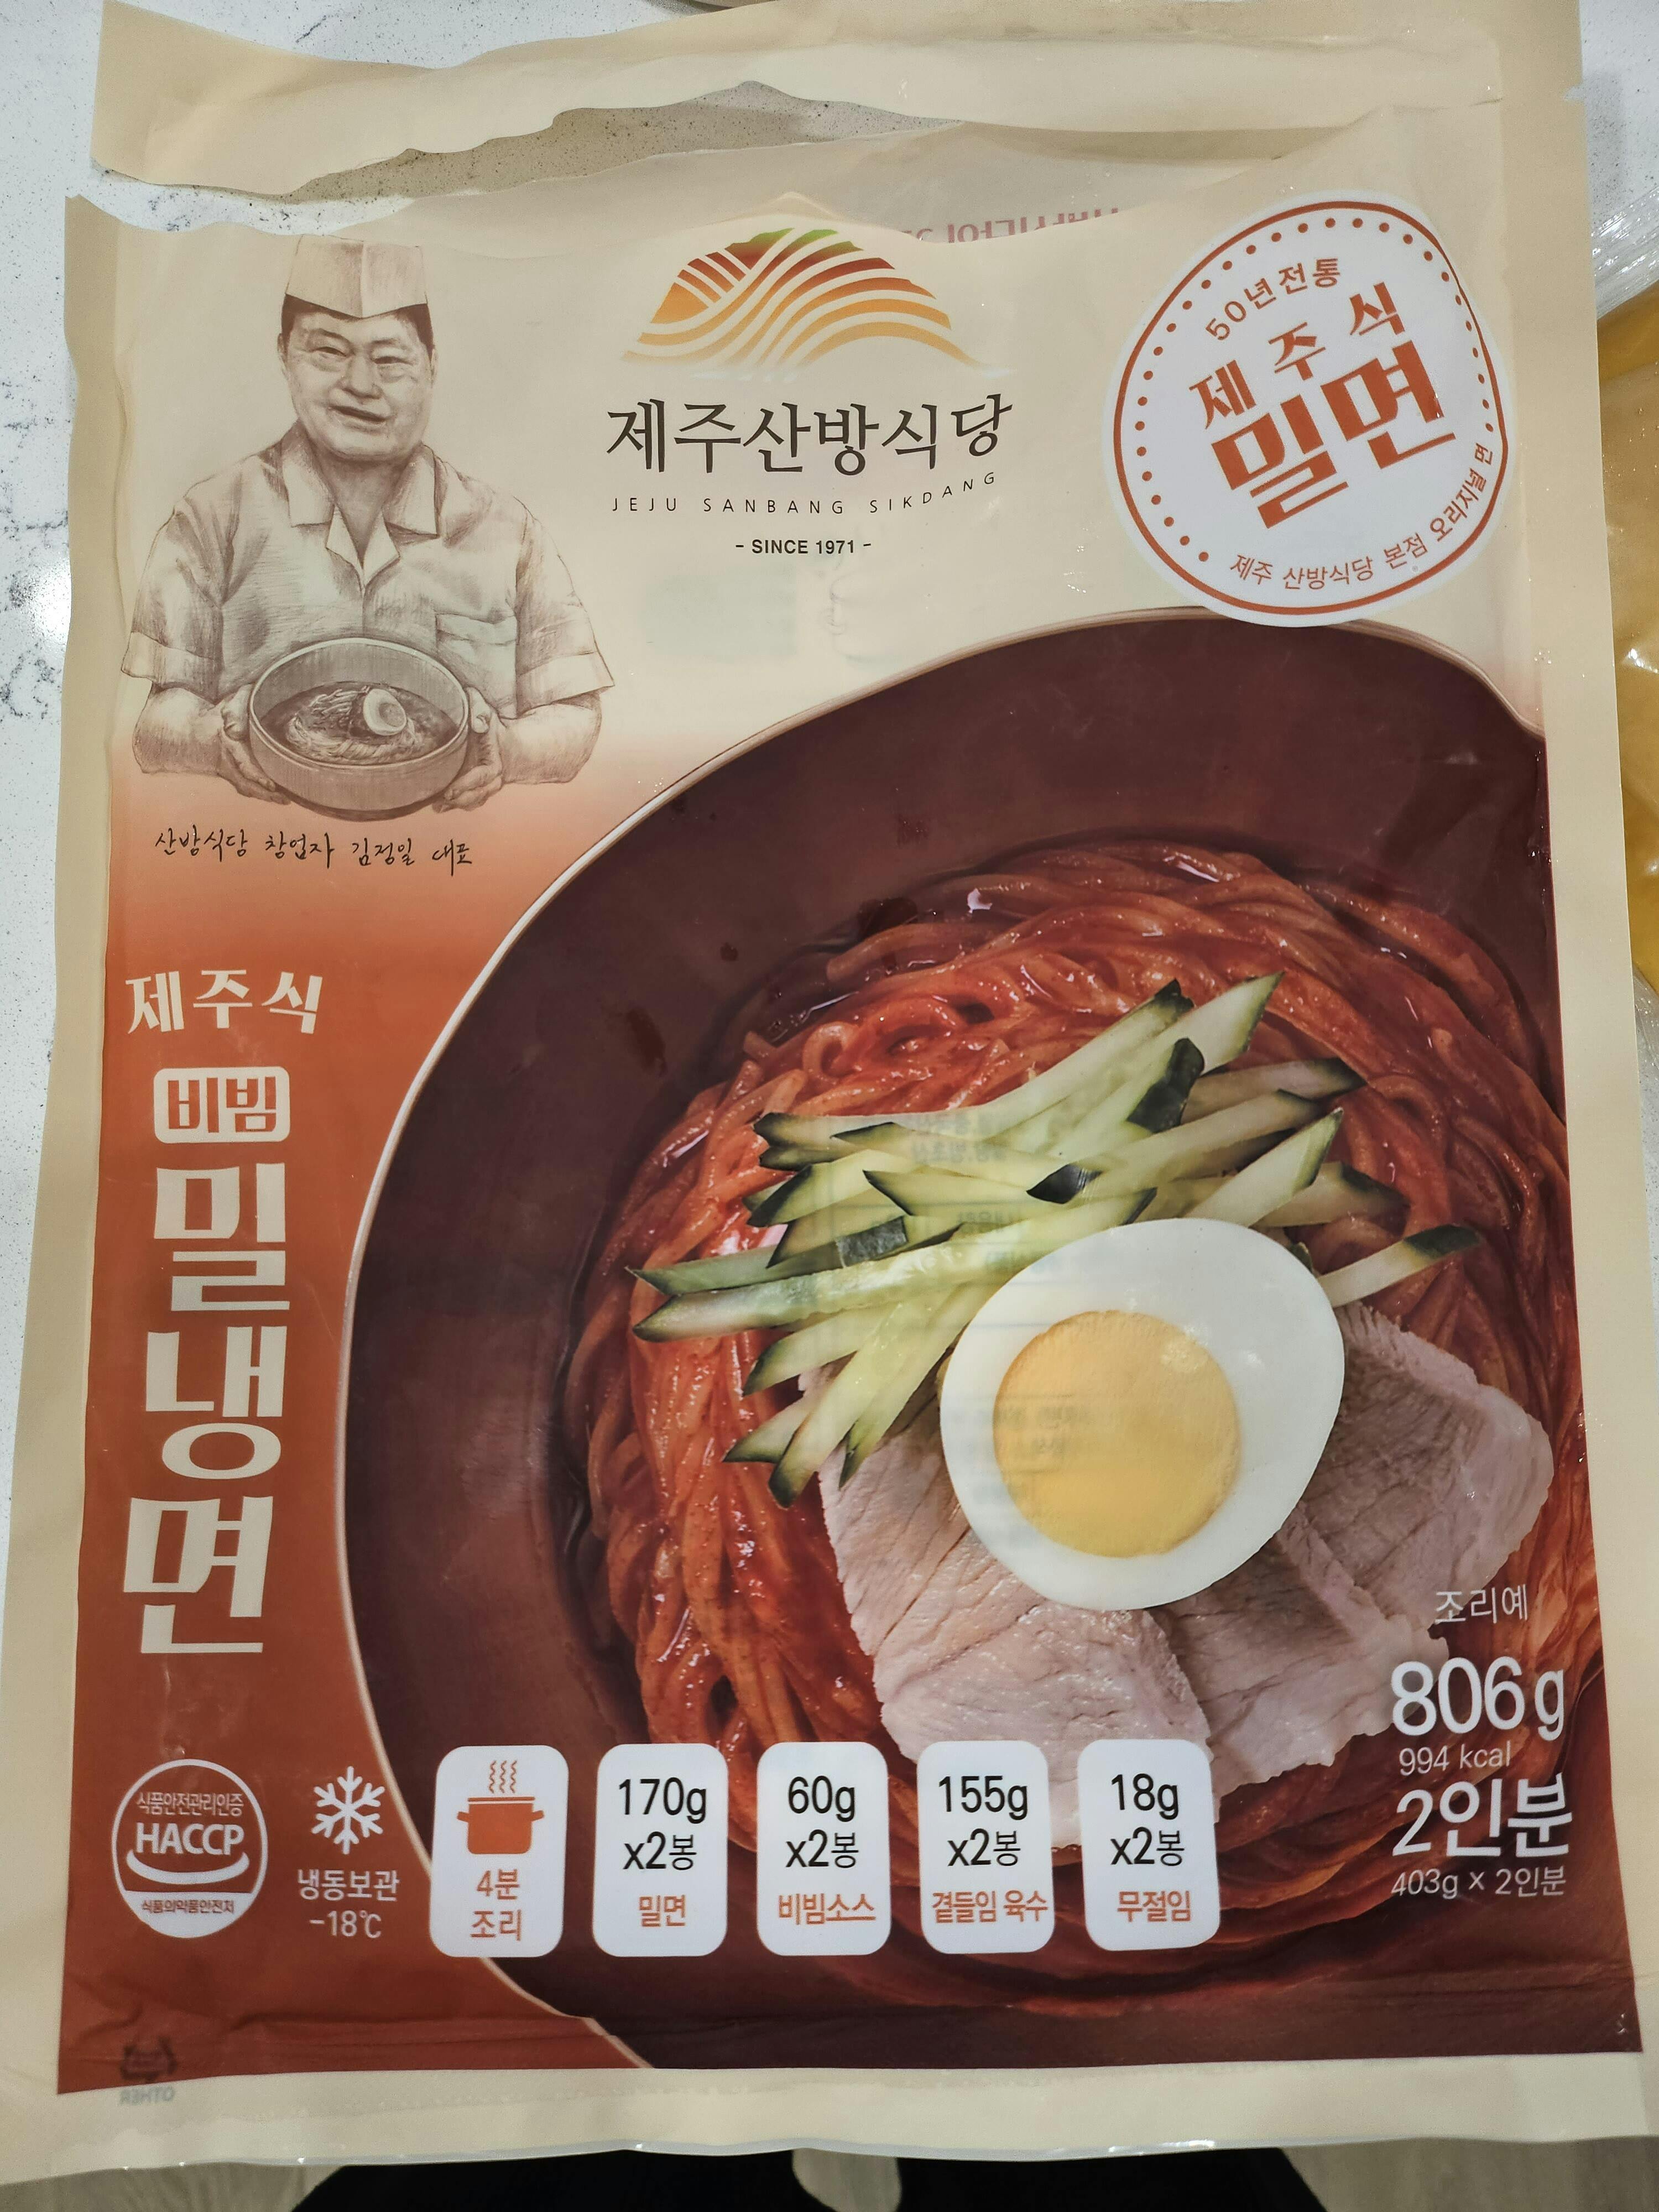 제주산방식당
JEJU SANBANG SIKDANG
- SINCE 1971 -
50년전통
제주식
밀면
제주 산방식당 본점 오리지널 면
산방식당 창업자 김정일 대표
제주식
비빔
밀냉면
조리예
806g
994 kcal
2인분
403g x 2인분
식품안전관리인증
HACCP
식품의약품안전처
냉동보관
-18℃
4분
조리
170g
x2봉
밀면
60g
x2봉
비빔소스
155g
x2봉
곁들임 육수
18g
x2봉
무절임
OTHER